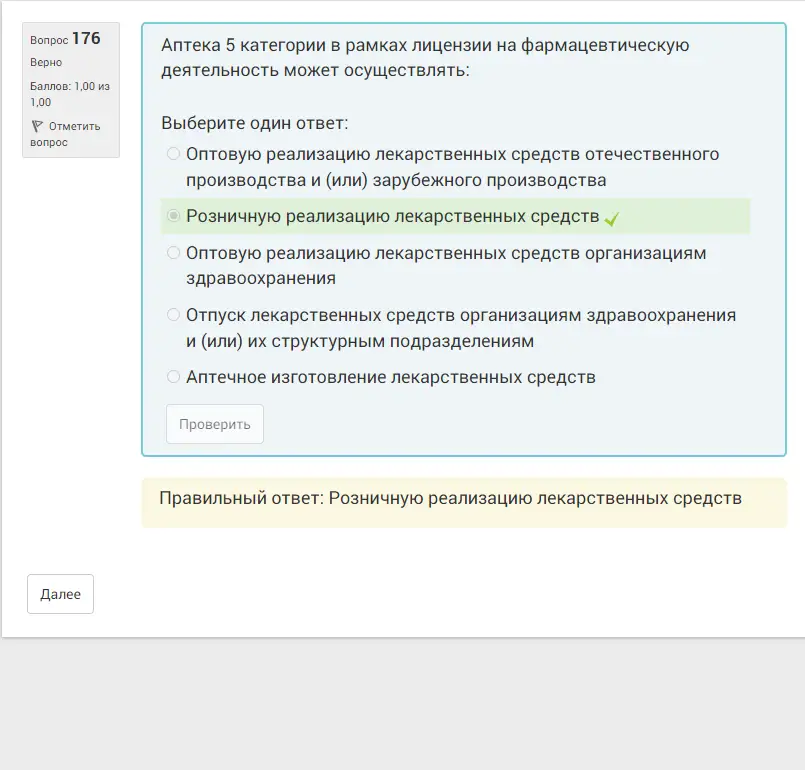 Вопрос 176
Верно
Баллов: 1,00 из
1,00
Отметить
вопрос
Аптека 5 категории в рамках лицензии на фармацевтическую
деятельность может осуществлять:
Выберите один ответ:
Оптовую реализацию лекарственных средств отечественного
производства и (или) зарубежного производства
Розничную реализацию лекарственных средств
Оптовую реализацию лекарственных средств организациям
здравоохранения
Отпуск лекарственных средств организациям здравоохранения
и (или) их структурным подразделениям
Аптечное изготовление лекарственных средств
Проверить
Правильный ответ: Розничную реализацию лекарственных средств
Далее